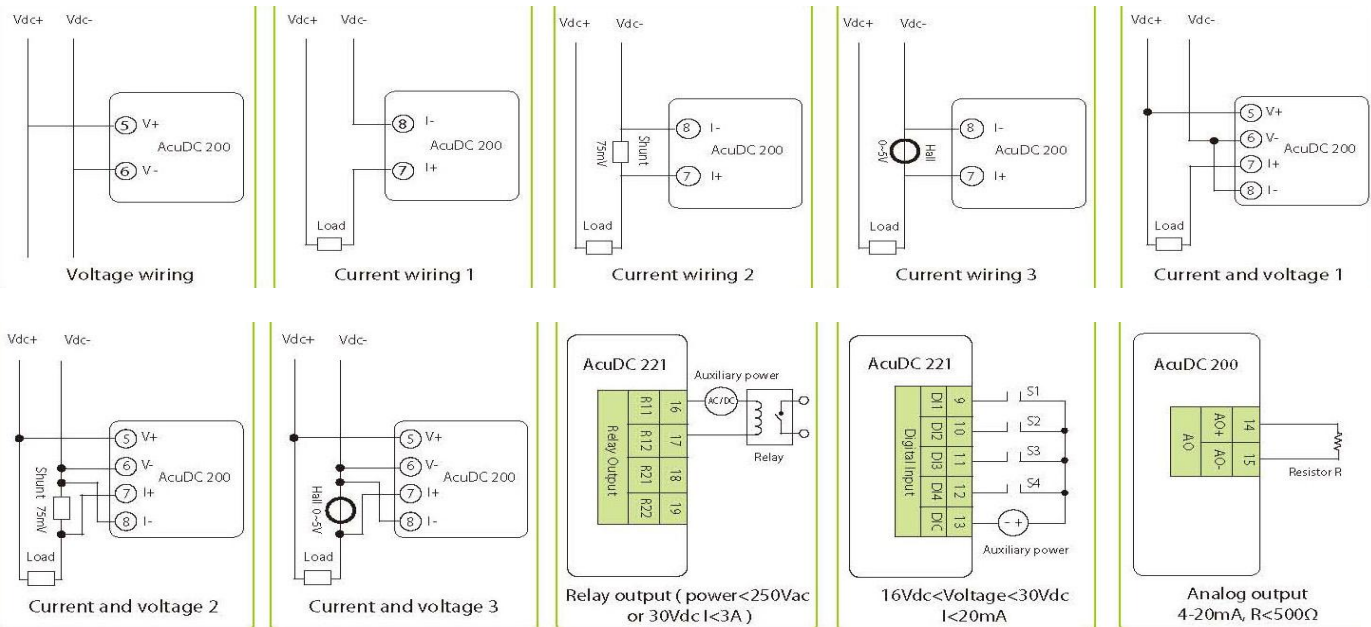 Vdc+ Vdc-
5 V+
AcuDC 200
6 V-
Voltage wiring
Vdc+ Vdc-
8 I-
AcuDC 200
7 I+
Load
Current wiring 1
Vdc+ Vdc-
8 I-
Shunt
75mV
AcuDC 200
7 I+
Load
Current wiring 2
Vdc+ Vdc-
8 I-
Hall
0~5V
AcuDC 200
7 I+
Load
Current wiring 3
Vdc+ Vdc-
5 V+
6 V-
AcuDC 200
7 I+
8 I-
Load
Current and voltage 1
Vdc+ Vdc-
5 V+
6 V-
AcuDC 200
7 I+
8 I-
Shunt 75mV
Load
Current and voltage 2
Vdc+ Vdc-
5 V+
6 V-
AcuDC 200
7 I+
8 I-
Hall 0~5V
Load
Current and voltage 3
AcuDC 221
Auxiliary power
AC/DC
Relay Output
R11 16
R12 17
R21 18
R22 19
Relay
Relay output ( power<250Vac
or 30Vdc I<3A )
AcuDC 221
Digital Input
DI1 9 S1
DI2 10 S2
DI3 11 S3
DI4 12 S4
DIC 13 - +
Auxiliary power
16Vdc<Voltage<30Vdc
I<20mA
AcuDC 200
AO
AO+ 14
AO- 15
Resistor R
Analog output
4-20mA, R<500Ω